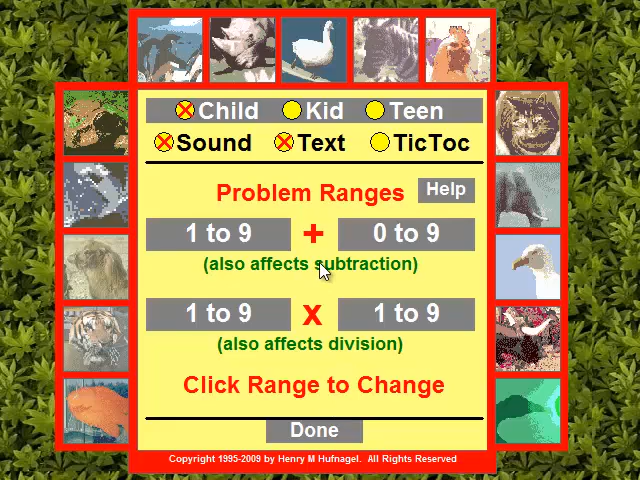 Child Kid Teen
Sound Text TicToc
Problem Ranges Help
1 to 9 + 0 to 9
(also affects subtraction)
1 to 9 x 1 to 9
(also affects division)
Click Range to Change
Done
Copyright 1995-2009 by Henry M Hufnagel. All Rights Reserved